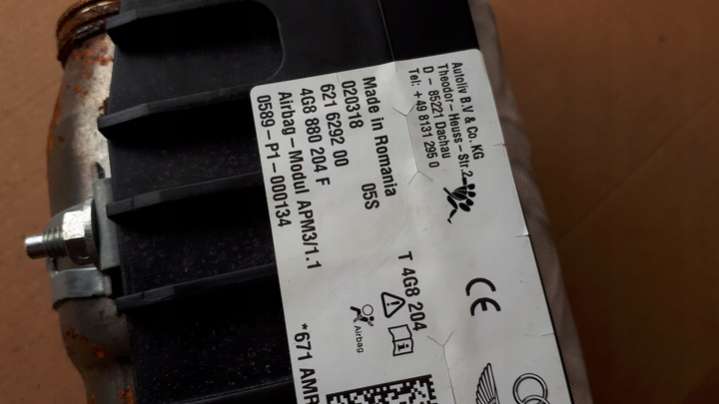 Autoliv B.V & Co. KG
Theodor-Heuss-Str.2
D - 85221 Dachau
Tel: +49 8131 295 0
Made in Romania
020318 05S
621 6292 00
4G8 880 204 F
Airbag-Modul APM3/1.1
0589-P1-000134
T 4G8 204
CE
Airbag
*671 AMR